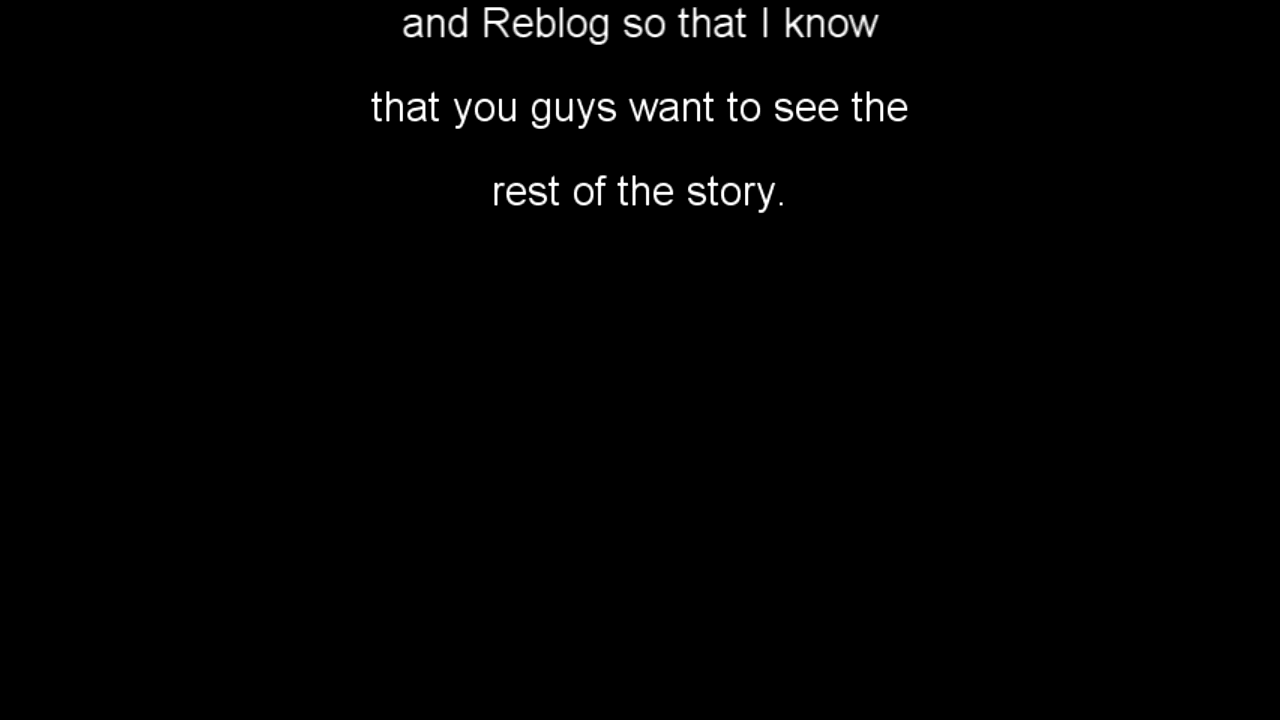 and Reblog so that I know
that you guys want to see the
rest of the story.